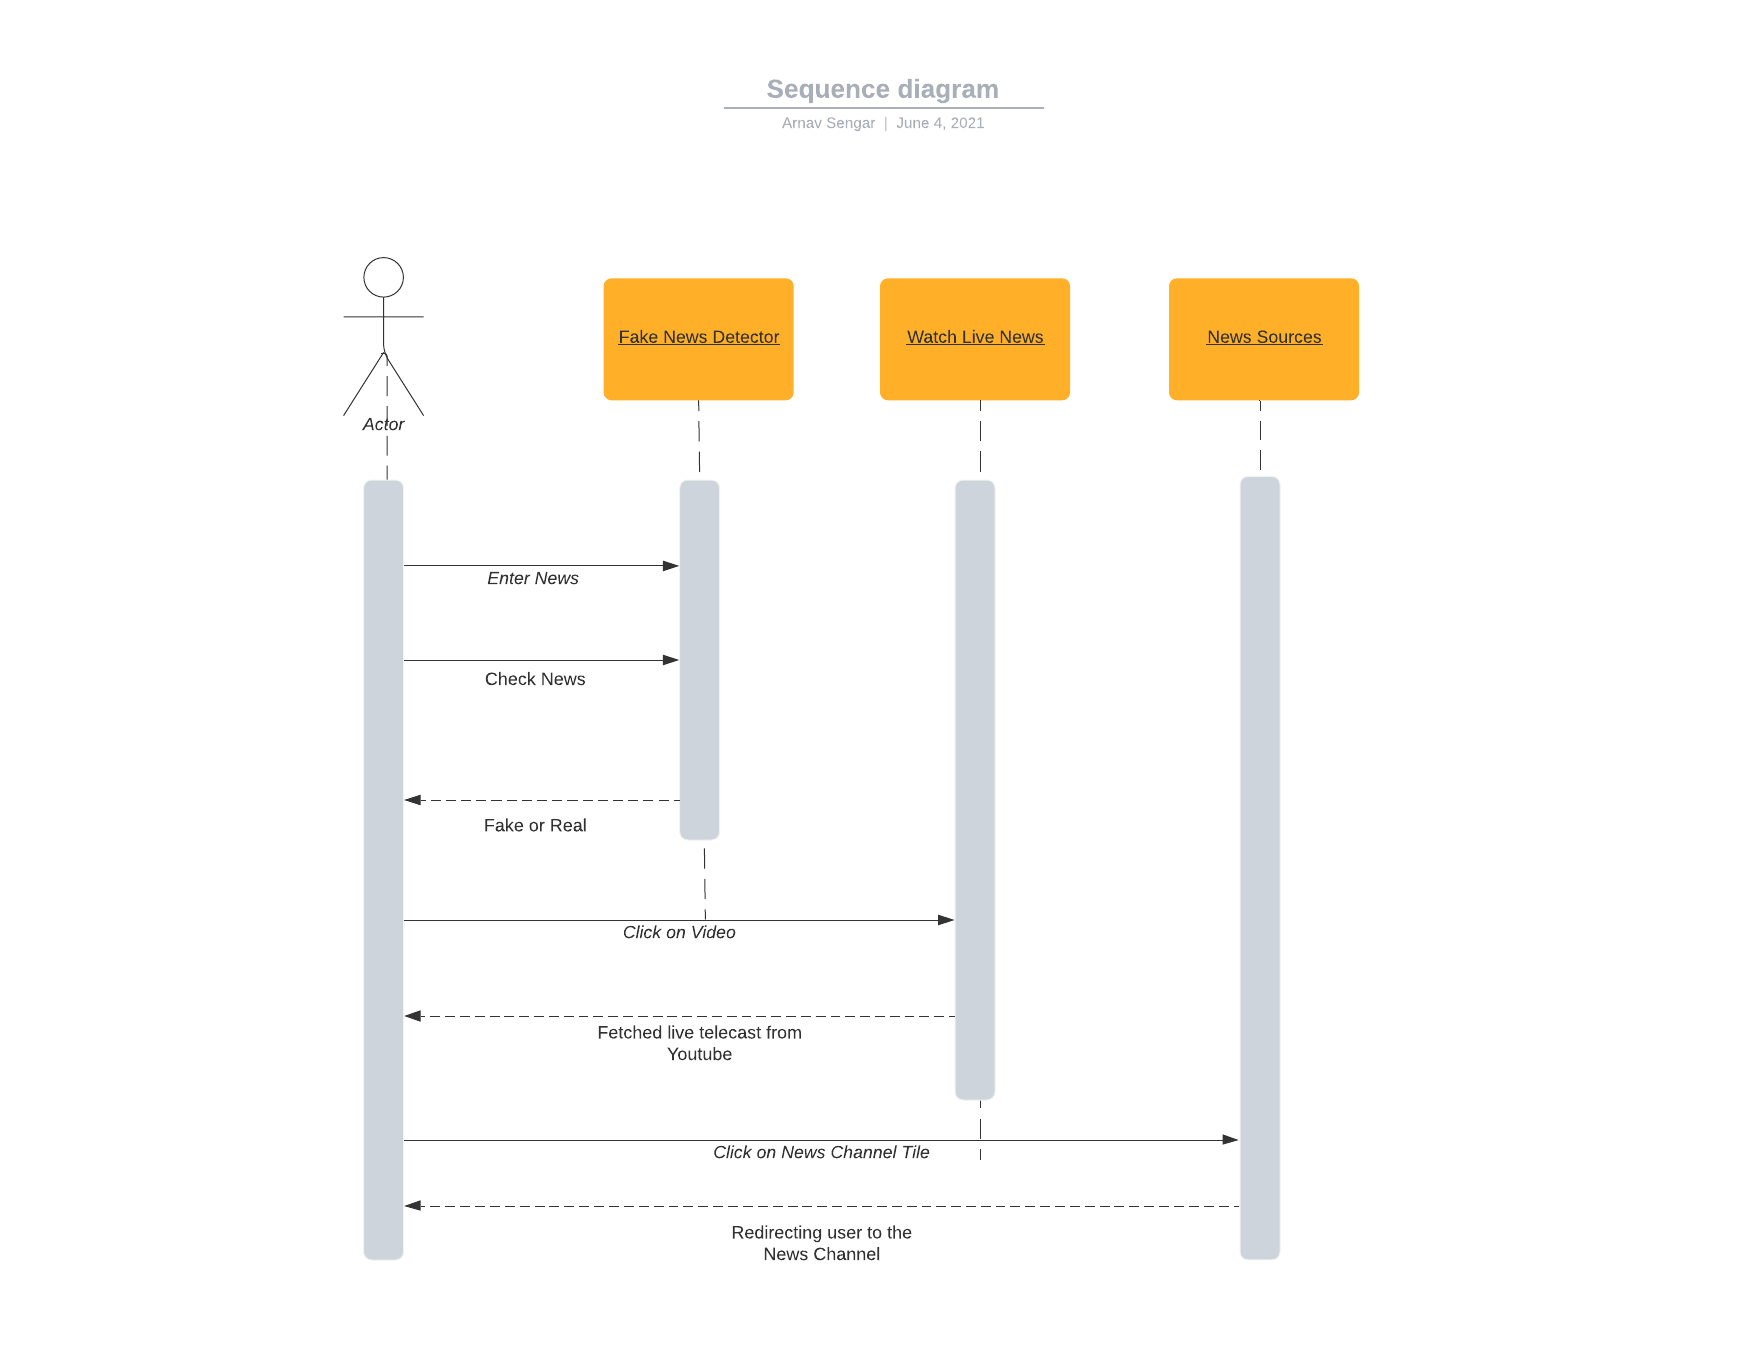 Sequence diagram
Arnav Sengar | June 4, 2021
Fake News Detector
Watch Live News
News Sources
Actor
Enter News
Check News
Fake or Real
Click on Video
Fetched live telecast from
Youtube
Click on News Channel Tile
Redirecting user to the
News Channel